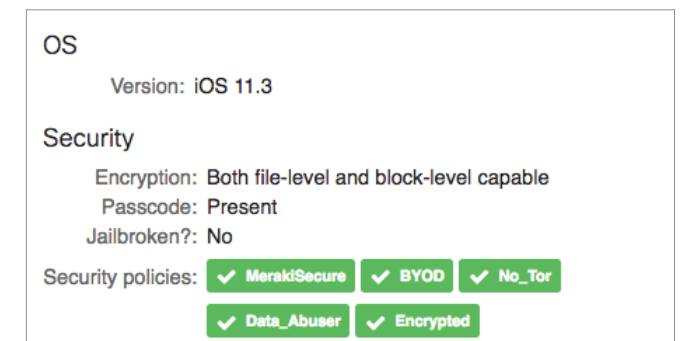 OS
Version: iOS 11.3
Security
Encryption: Both file-level and block-level capable
Passcode: Present
Jailbroken?: No
Security policies: MerakiSecure BYOD No_Tor
Data_Abuser Encrypted